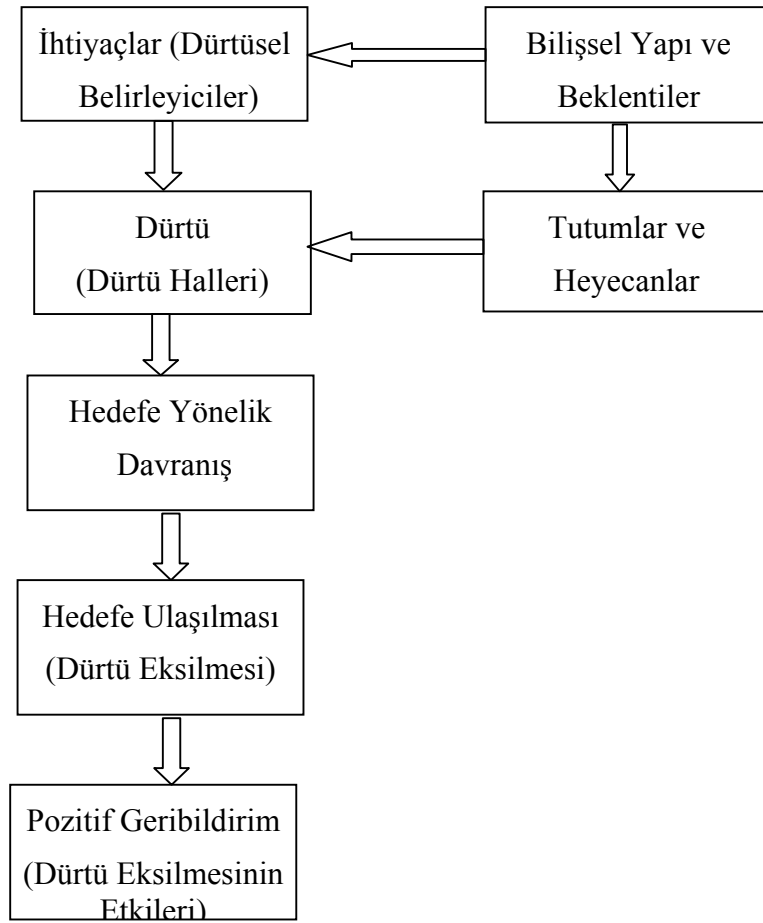 İhtiyaçlar (Dürtüsel
Belirleyiciler)
Bilişsel Yapı ve
Beklentiler
Dürtü
(Dürtü Halleri)
Tutumlar ve
Heyecanlar
Hedefe Yönelik
Davranış
Hedefe Ulaşılması
(Dürtü Eksilmesi)
Pozitif Geribildirim
(Dürtü Eksilmesinin
Etkileri)